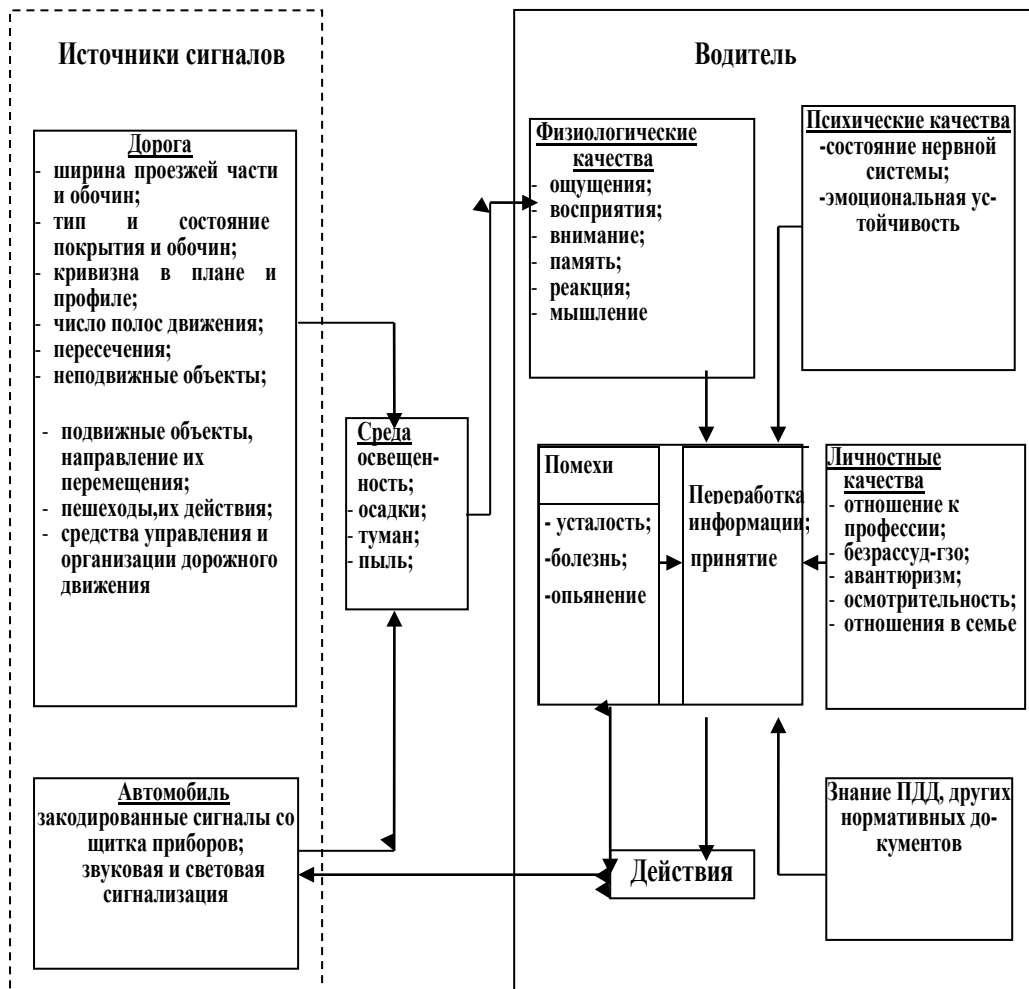 Источники сигналов
Дорога
- ширина проезжей части
и обочин;
- тип и состояние
покрытия и обочин;
- кривизна в плане и
профиле;
- число полос движения;
- пересечения;
- неподвижные объекты;
- подвижные объекты,
направление их
перемещения;
- пешеходы,их действия;
- средства управления и
организации дорожного
движения
Автомобиль
закодированные сигналы со
щитка приборов;
звуковая и световая
сигнализация
Среда
освещен-
ность;
- осадки;
- туман;
- пыль;
Водитель
Физиологические
качества
- ощущения;
- восприятия;
- внимание;
- память;
- реакция;
- мышление
Психические качества
-состояние нервной
системы;
-эмоциональная ус-
тойчивость
Помехи
- усталость;
-болезнь;
-опьянение
Переработка
информации;
принятие
Личностные
качества
- отношение к
профессии;
- безрассуд-гзо;
- авантюризм;
- осмотрительность;
- отношения в семье
Действия
Знание ПДД, других
нормативных до-
кументов